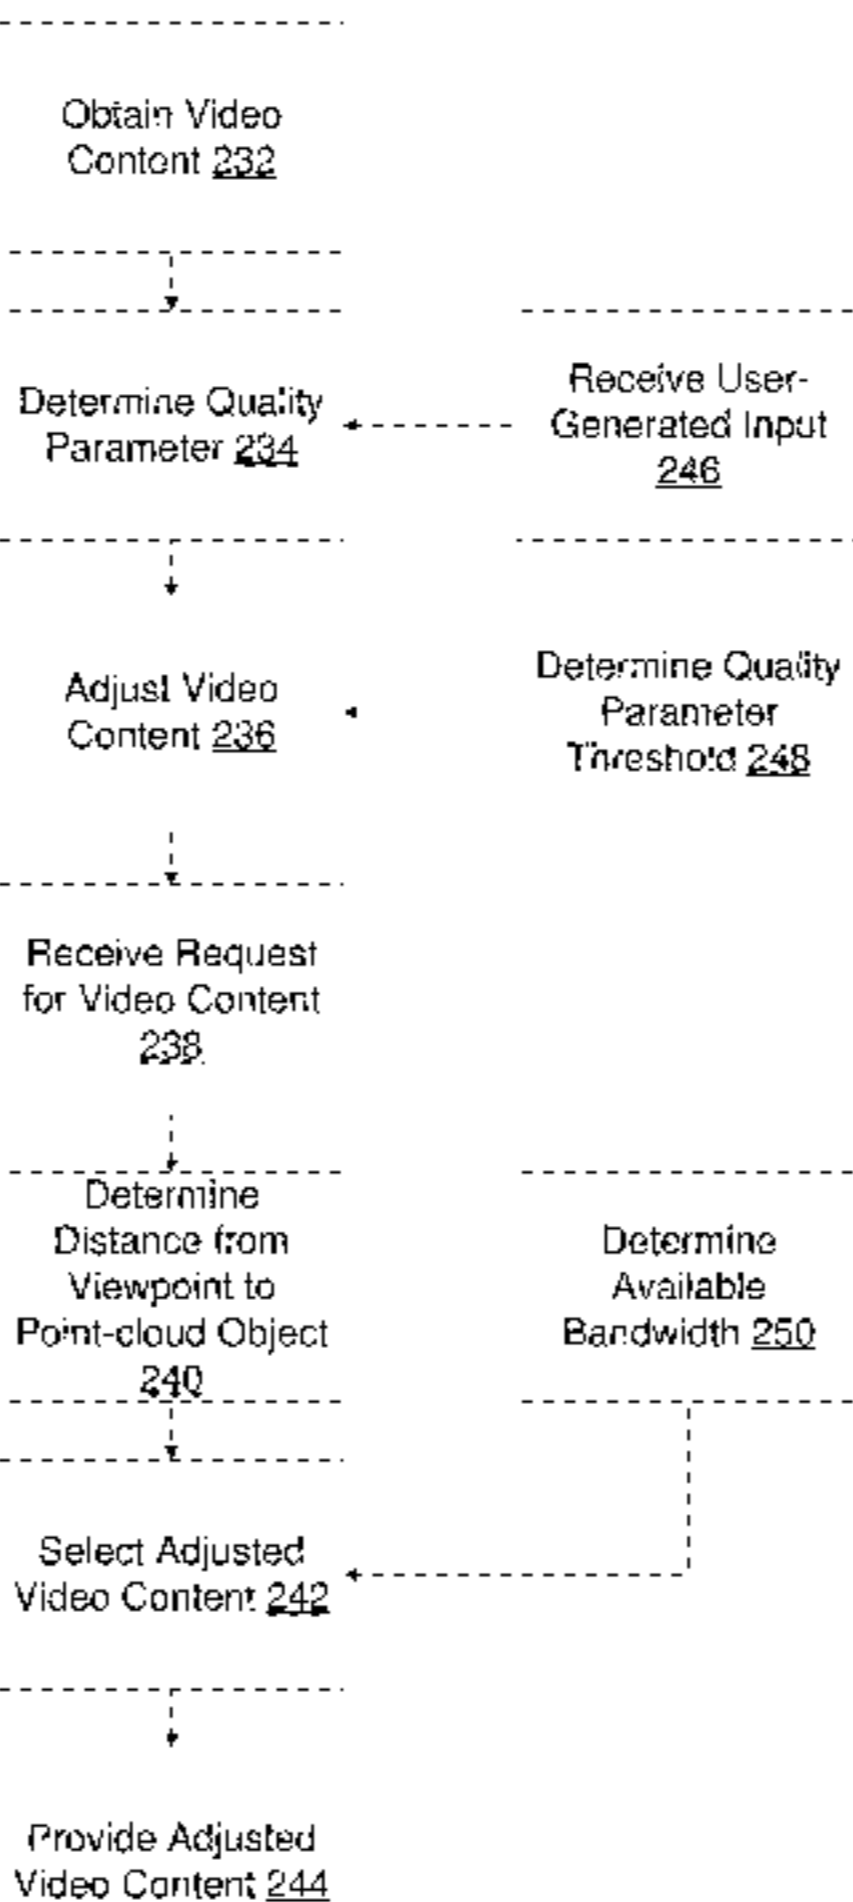 Obtain Video
Content 232
Determine Quality
Parameter 234
Receive User-
Generated Input
246
Adjust Video
Content 236
Determine Quality
Parameter
Threshold 248
Receive Request
for Video Content
238
Determine
Distance from
Viewpoint to
Point-cloud Object
240
Determine
Available
Bandwidth 250
Select Adjusted
Video Content 242
Provide Adjusted
Video Content 244